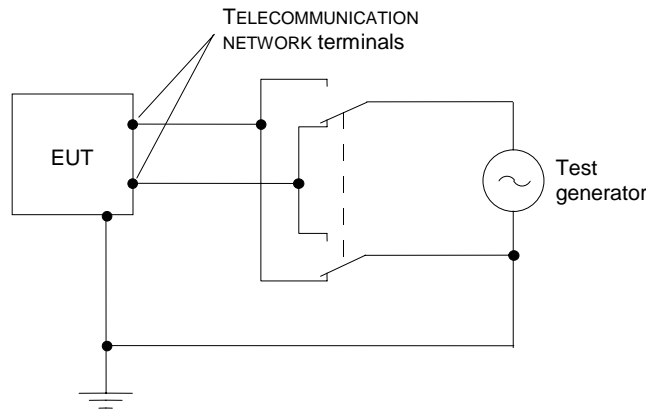 TELECOMMUNICATION
NETWORK terminals
EUT
Test
generator